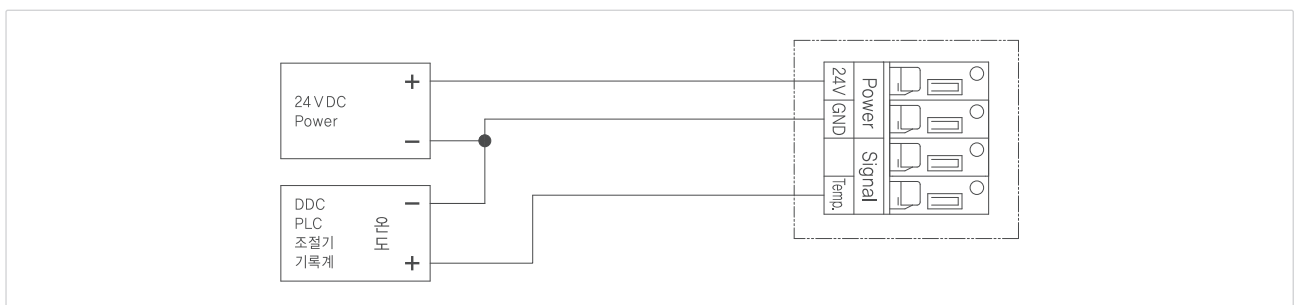 24VDC
Power
+
−
DDC
PLC
조절기
기록계
온도
−
+
24V
GND
Temp.
Power
Signal